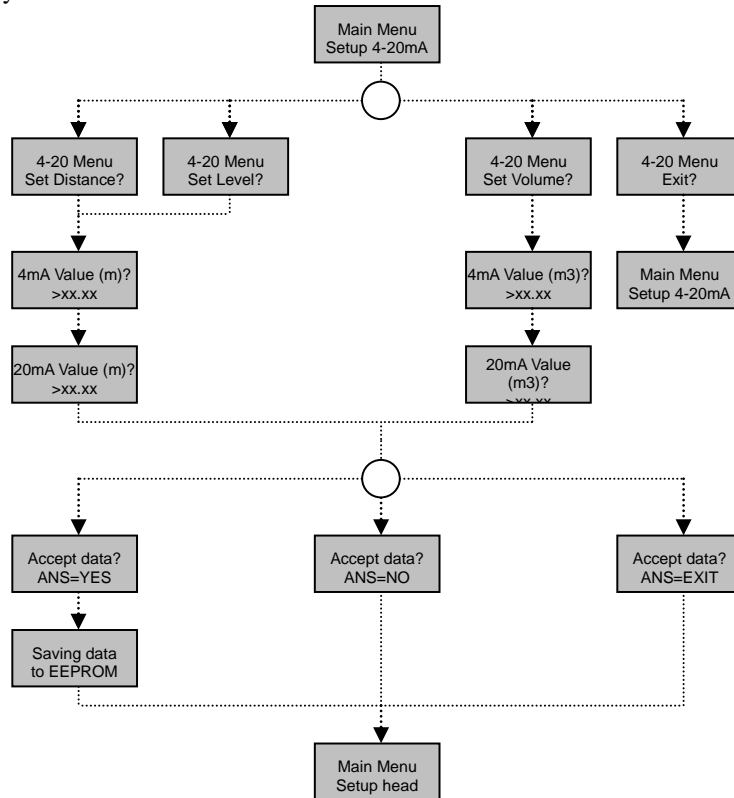 Main Menu
Setup 4-20mA
4-20 Menu
Set Distance?
4-20 Menu
Set Level?
4-20 Menu
Set Volume?
4-20 Menu
Exit?
4mA Value (m)?
>xx.xx
4mA Value (m3)?
>xx.xx
Main Menu
Setup 4-20mA
20mA Value (m)?
>xx.xx
20mA Value
(m3)?
>xx.xx
Accept data?
ANS=YES
Accept data?
ANS=NO
Accept data?
ANS=EXIT
Saving data
to EEPROM
Main Menu
Setup head